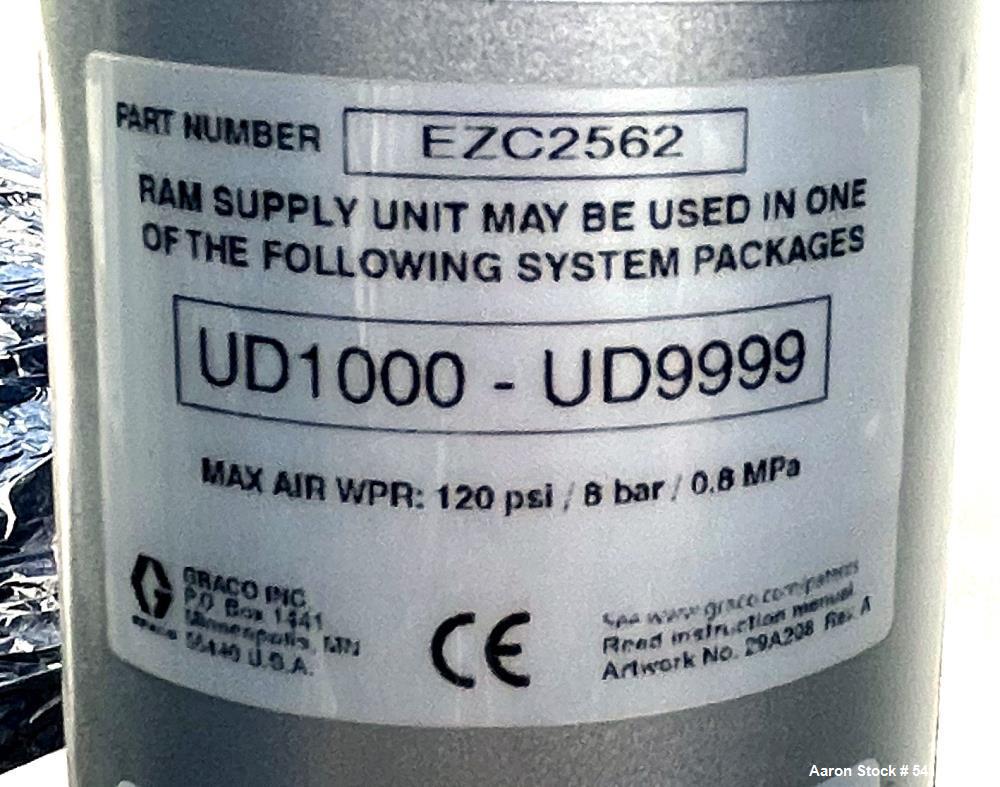 PART NUMBER EZC2562
RAM SUPPLY UNIT MAY BE USED IN ONE
OF THE FOLLOWING SYSTEM PACKAGES
UD1000 - UD9999
MAX AIR WPR: 120 psi / 8 bar / 0.8 MPa
GRACO INC.
P.O. Box 1441
Minneapolis, MN
55440 U.S.A.
GRACO
CE
See www.graco.com/patents
Read instruction manual
Artwork No. 29A208 Rev. A
Aaron Stock # 54